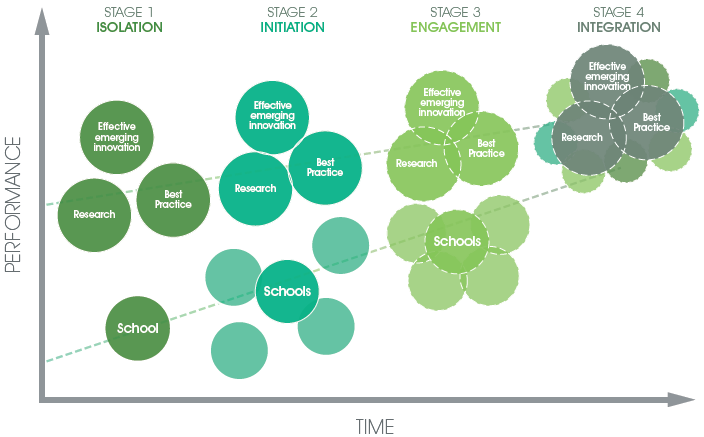 STAGE 1
ISOLATION
STAGE 2
INITIATION
STAGE 3
ENGAGEMENT
STAGE 4
INTEGRATION
PERFORMANCE
Effective
emerging
innovation
Research
Best
Practice
School
Effective
emerging
innovation
Research
Best
Practice
Schools
Effective
emerging
innovation
Research
Best
Practice
Schools
Effective
emerging
innovation
Research
Best
Practice
TIME